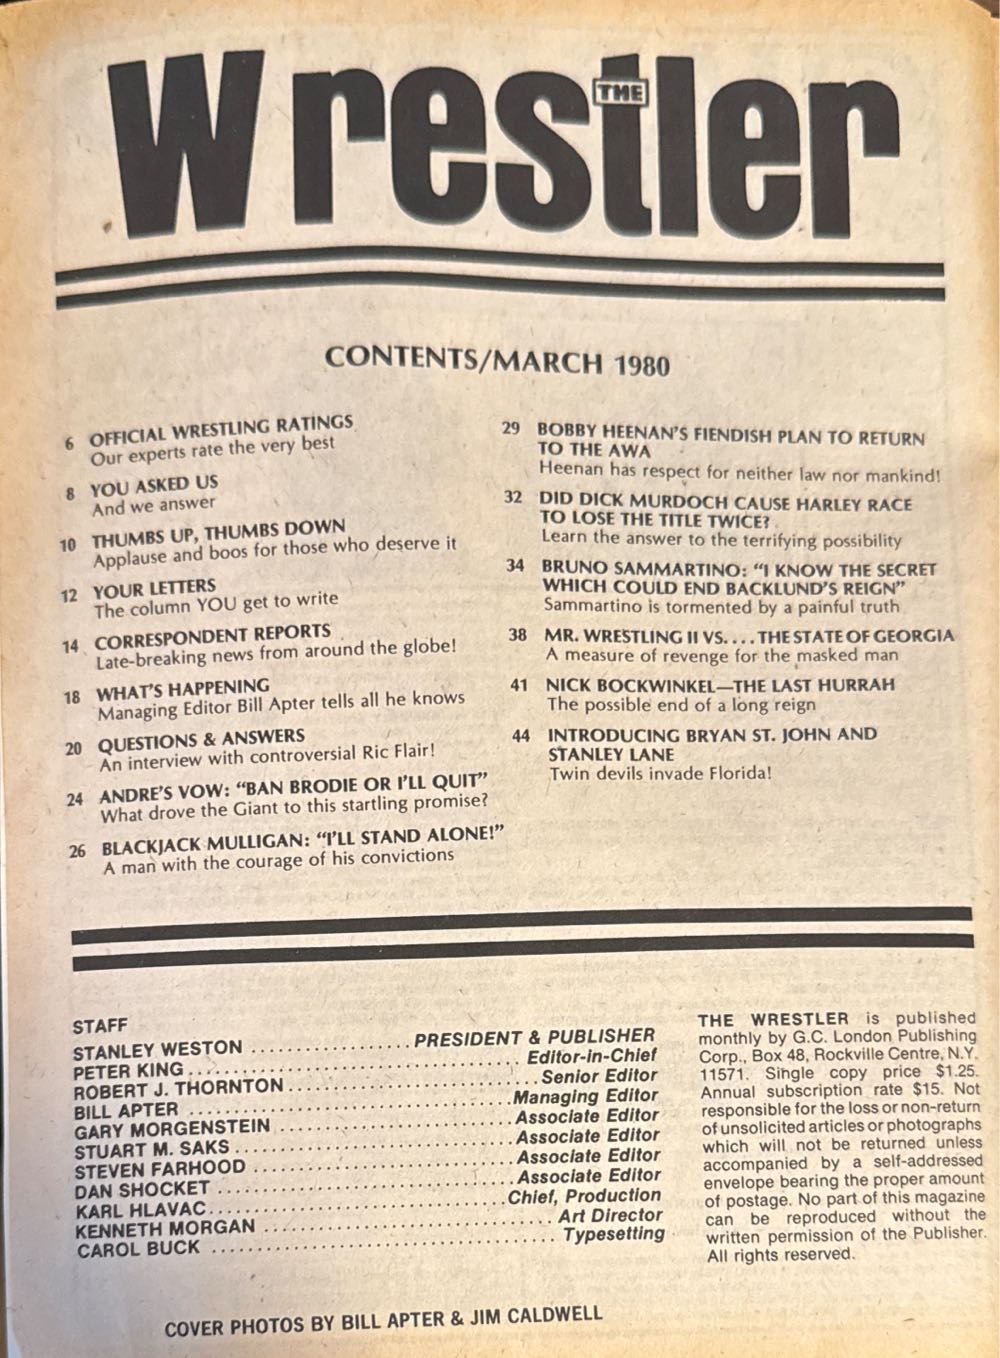 THE
Wrestler
CONTENTS/MARCH 1980
6 OFFICIAL WRESTLING RATINGS
Our experts rate the very best
8 YOU ASKED US
And we answer
10 THUMBS UP, THUMBS DOWN
Applause and boos for those who deserve it
12 YOUR LETTERS
The column YOU get to write
14 CORRESPONDENT REPORTS
Late-breaking news from around the globe!
18 WHAT'S HAPPENING
Managing Editor Bill Apter tells all he knows
20 QUESTIONS & ANSWERS
An interview with controversial Ric Flair!
24 ANDRE'S VOW: "BAN BRODIE OR I'LL QUIT"
What drove the Giant to this startling promise?
26 BLACKJACK MULLIGAN: "I'LL STAND ALONE!"
A man with the courage of his convictions
29 BOBBY HEENAN'S FIENDISH PLAN TO RETURN
TO THE AWA
Heenan has respect for neither law nor mankind!
32 DID DICK MURDOCH CAUSE HARLEY RACE
TO LOSE THE TITLE TWICE?
Learn the answer to the terrifying possibility
34 BRUNO SAMMARTINO: "I KNOW THE SECRET
WHICH COULD END BACKLUND'S REIGN"
Sammartino is tormented by a painful truth
38 MR. WRESTLING II VS. . . . THE STATE OF GEORGIA
A measure of revenge for the masked man
41 NICK BOCKWINKEL—THE LAST HURRAH
The possible end of a long reign
44 INTRODUCING BRYAN ST. JOHN AND
STANLEY LANE
Twin devils invade Florida!
STAFF
STANLEY WESTON .................. PRESIDENT & PUBLISHER
PETER KING .................. Editor-in-Chief
ROBERT J. THORNTON .................. Senior Editor
BILL APTER .................. Managing Editor
GARY MORGENSTEIN .................. Associate Editor
STUART M. SAKS .................. Associate Editor
STEVEN FARHOOD .................. Associate Editor
DAN SHOCKET .................. Associate Editor
KARL HLAVAC .................. Chief, Production
KENNETH MORGAN .................. Art Director
CAROL BUCK .................. Typesetting
THE WRESTLER is published
monthly by G.C. London Publishing
Corp., Box 48, Rockville Centre, N.Y.
11571. Single copy price $1.25.
Annual subscription rate $15. Not
responsible for the loss or non-return
of unsolicited articles or photographs
which will not be returned unless
accompanied by a self-addressed
envelope bearing the proper amount
of postage. No part of this magazine
can be reproduced without the
written permission of the Publisher.
All rights reserved.
COVER PHOTOS BY BILL APTER & JIM CALDWELL